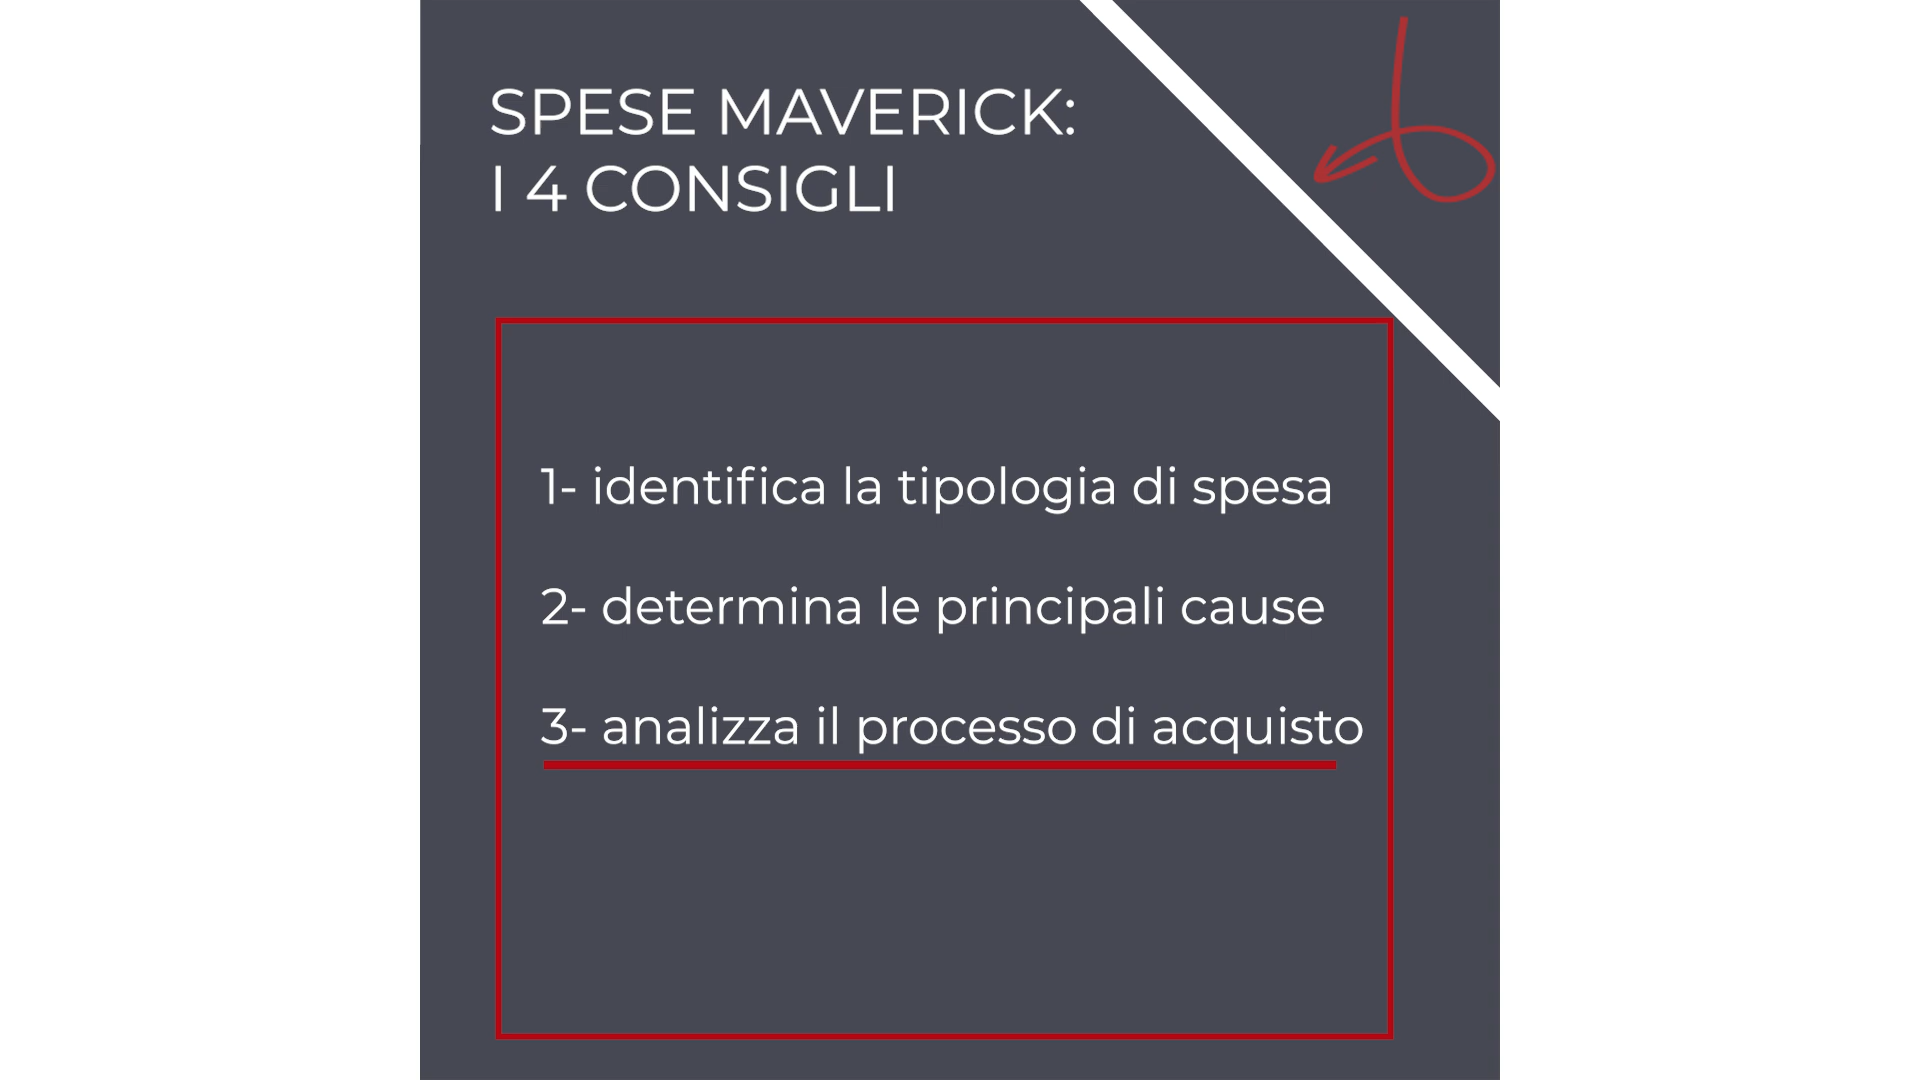 SPESE MAVERICK:
I 4 CONSIGLI
1- identifica la tipologia di spesa
2- determina le principali cause
3- analizza il processo di acquisto